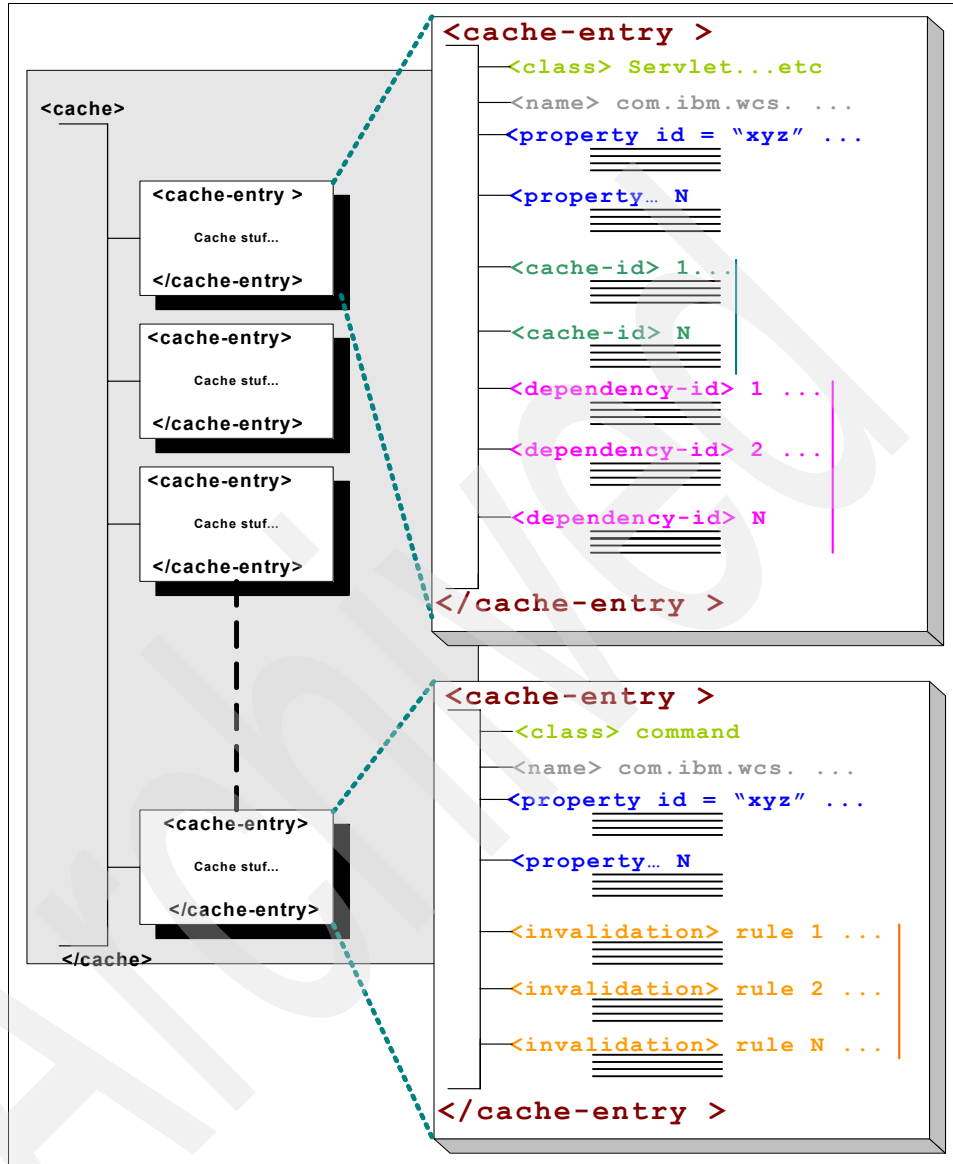 <cache>
<cache-entry >
Cache stuf...
</cache-entry>
<cache-entry>
Cache stuf...
</cache-entry>
<cache-entry>
Cache stuf...
</cache-entry>
<cache-entry>
Cache stuf...
</cache-entry>
</cache>
<cache-entry >
<class> Servlet...etc
<name> com.ibm.wcs. ...
<property id = “xyz” ...
<property… N
<cache-id> 1...
<cache-id> N
<dependency-id> 1 ...
<dependency-id> 2 ...
<dependency-id> N
</cache-entry >
<cache-entry >
<class> command
<name> com.ibm.wcs. ...
<property id = “xyz” ...
<property… N
<invalidation> rule 1 ...
<invalidation> rule 2 ...
<invalidation> rule N ...
</cache-entry >
Archived